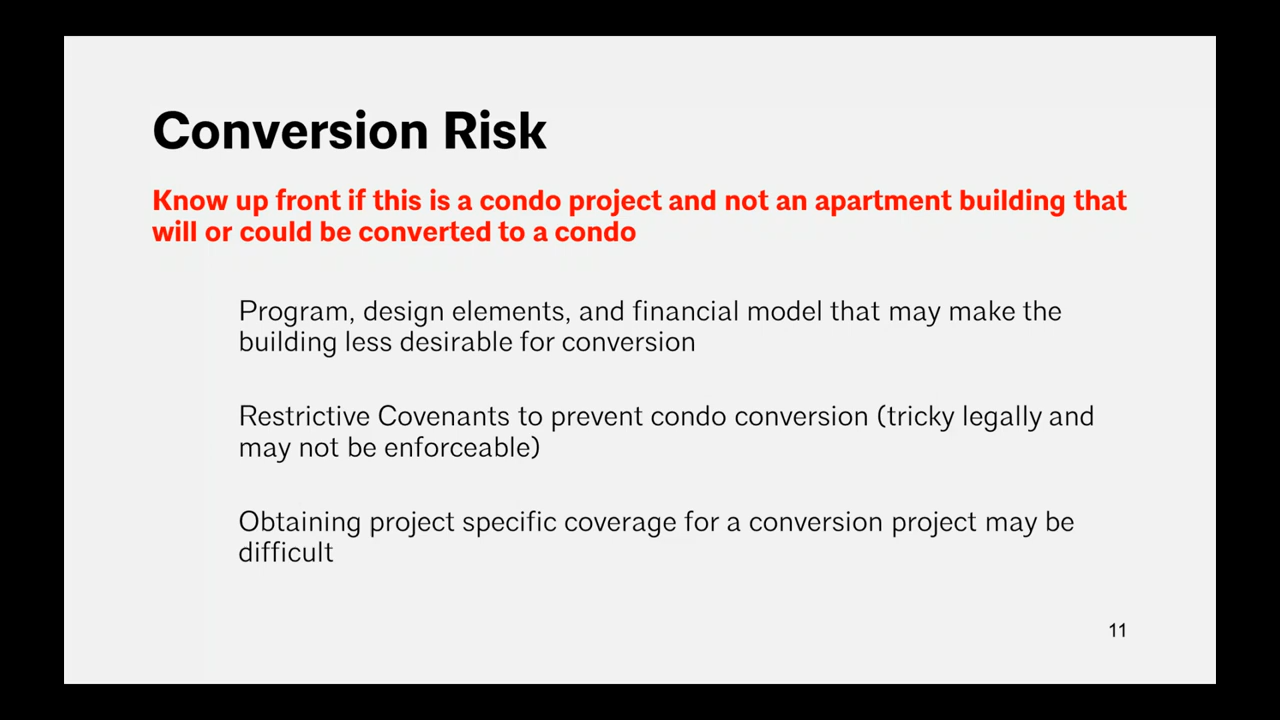 Conversion Risk
Know up front if this is a condo project and not an apartment building that
will or could be converted to a condo
Program, design elements, and financial model that may make the
building less desirable for conversion
Restrictive Covenants to prevent condo conversion (tricky legally and
may not be enforceable)
Obtaining project specific coverage for a conversion project may be
difficult
11